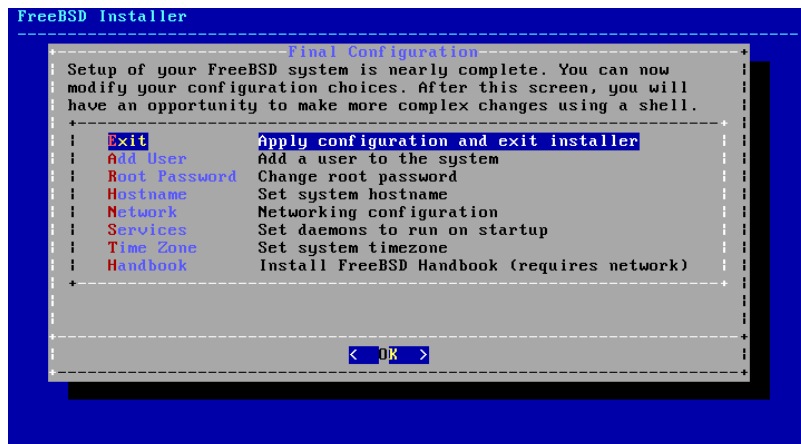 FreeBSD Installer
Final Configuration
Setup of your FreeBSD system is nearly complete. You can now
modify your configuration choices. After this screen, you will
have an opportunity to make more complex changes using a shell.
Exit Apply configuration and exit installer
Add User Add a user to the system
Root Password Change root password
Hostname Set system hostname
Network Networking configuration
Services Set daemons to run on startup
Time Zone Set system timezone
Handbook Install FreeBSD Handbook (requires network)
< OK >